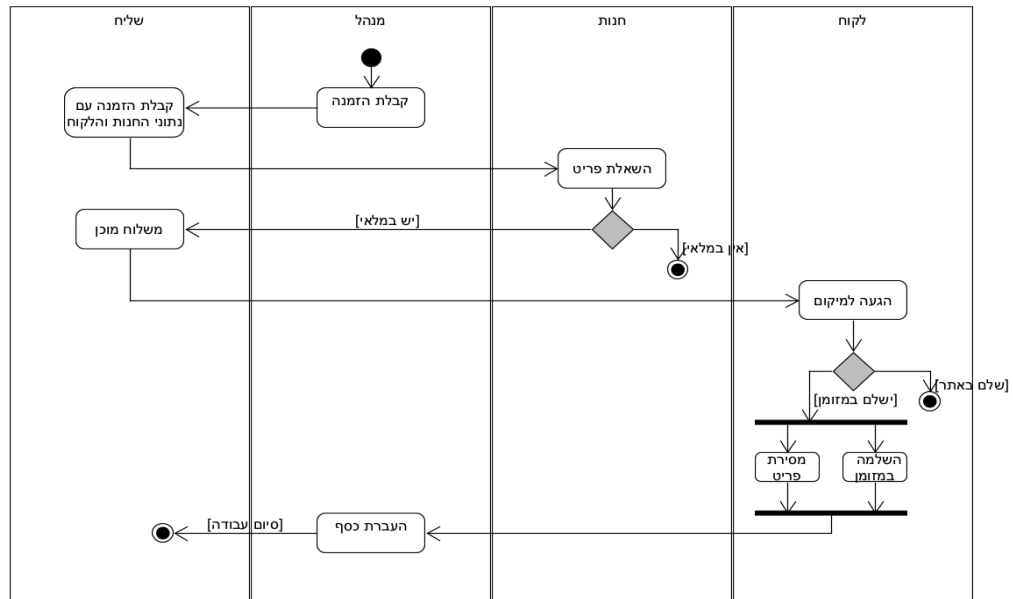 לקוח
חנות
מנהל
שליח
קבלת הזמנה
קבלת הזמנה עם
נתוני החנות והלקוח
השאלת פריט
[יש במלאי]
[אין במלאי]
משלוח מוכן
הגעה למיקום
[שלם באתר]
[ישלם במזומן]
השלמה
במזומן
מסירת
פריט
העברת כסף
[סיום עבודה]